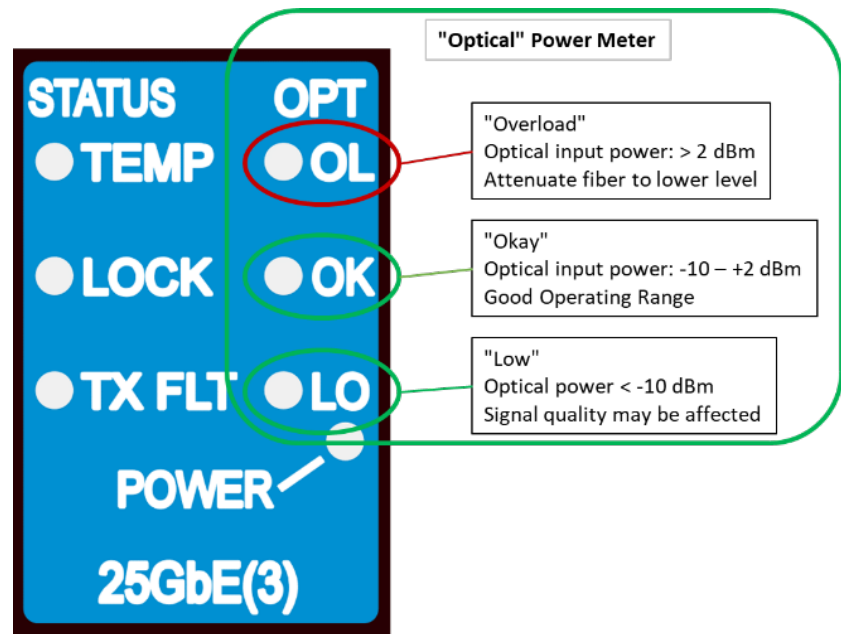 "Optical" Power Meter
STATUS OPT
TEMP OL
LOCK OK
TX FLT LO
POWER
25GbE(3)
"Overload"
Optical input power: > 2 dBm
Attenuate fiber to lower level
"Okay"
Optical input power: -10 – +2 dBm
Good Operating Range
"Low"
Optical power < -10 dBm
Signal quality may be affected